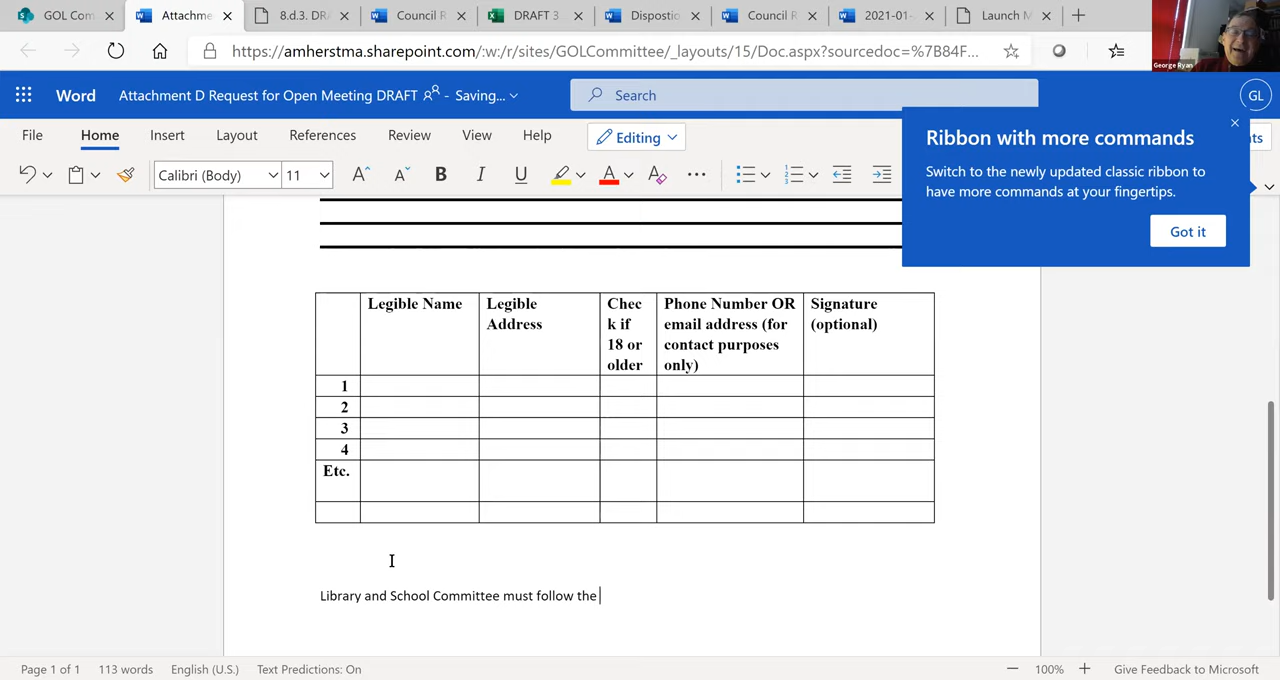 GOL Com
Attachme
8.d.3. DRA
Council R
DRAFT 3
Dispostio
Council R
2021-01-
Launch M
https://amherstma.sharepoint.com/:w:/r/sites/GOLCommittee/_layouts/15/Doc.aspx?sourcedoc=%7B84F...
George Ryan
Word
Attachment D Request for Open Meeting DRAFT - Saving...
Search
GL
File
Home
Insert
Layout
References
Review
View
Help
Editing
nts
Ribbon with more commands
Switch to the newly updated classic ribbon to
have more commands at your fingertips.
Got it
Calibri (Body)
11
B
I
U
A
Legible Name
Legible
Address
Chec
k if
18 or
older
Phone Number OR
email address (for
contact purposes
only)
Signature
(optional)
1
2
3
4
Etc.
Library and School Committee must follow the
Page 1 of 1
113 words
English (U.S.)
Text Predictions: On
100%
Give Feedback to Microsoft